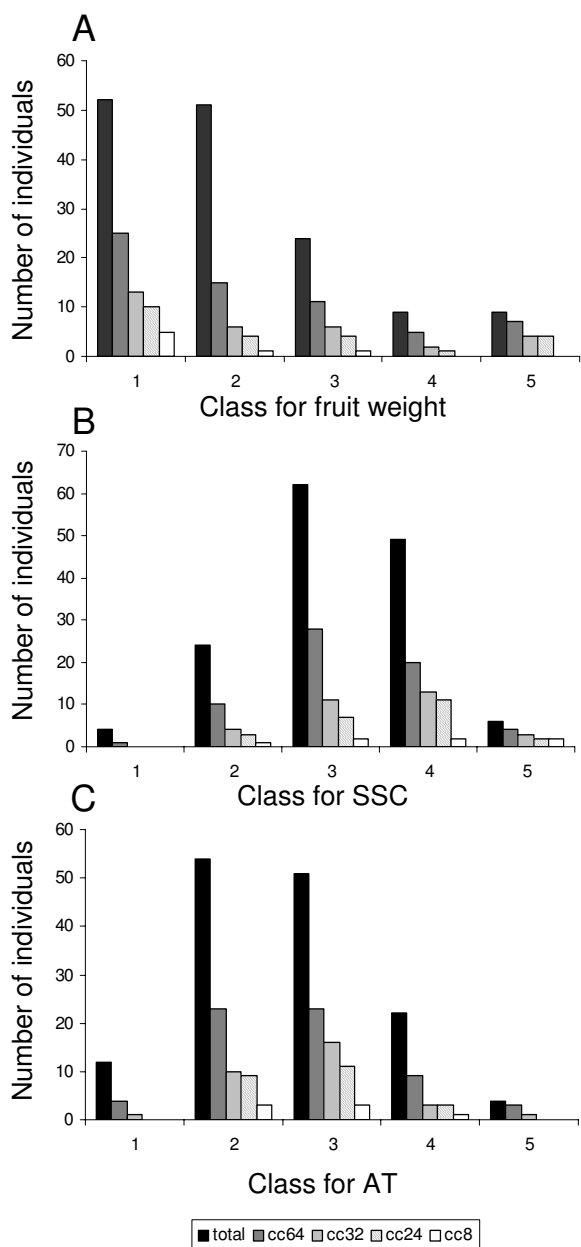 A
Number of individuals
60
50
40
30
20
10
0
1 2 3 4 5
Class for fruit weight
B
Number of individuals
70
60
50
40
30
20
10
0
1 2 3 4 5
Class for SSC
C
Number of individuals
60
50
40
30
20
10
0
1 2 3 4 5
Class for AT
total cc64 cc32 cc24 cc8